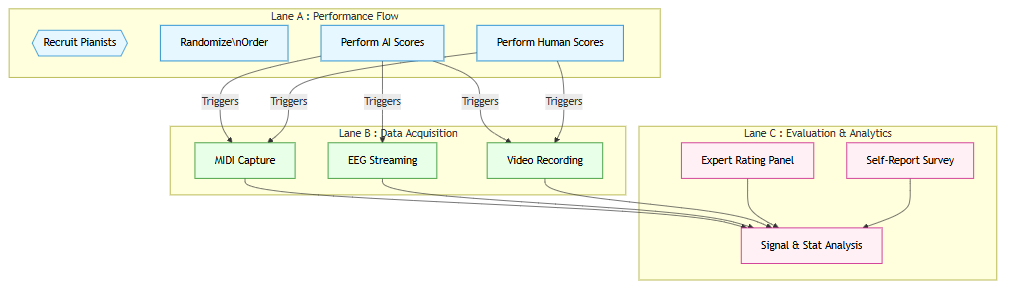 Lane A : Performance Flow
Recruit Pianists
Randomize\nOrder
Perform AI Scores
Perform Human Scores
Triggers
Triggers
Triggers
Triggers
Triggers
Lane B : Data Acquisition
MIDI Capture
EEG Streaming
Video Recording
Lane C : Evaluation & Analytics
Expert Rating Panel
Self-Report Survey
Signal & Stat Analysis